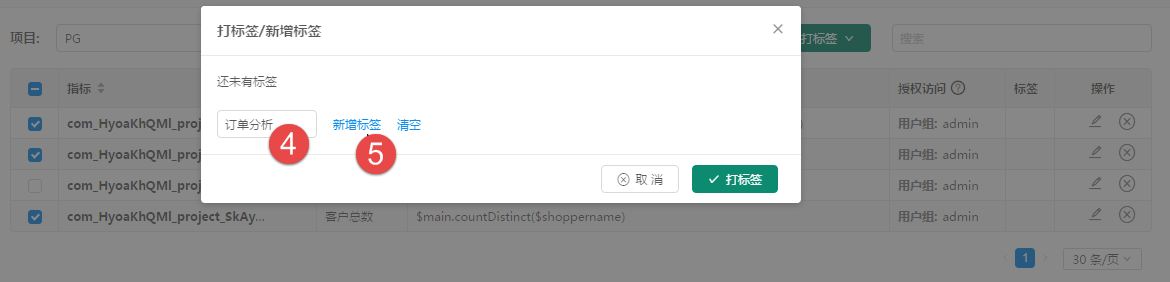 项目: PG 打标签 搜索
打标签/新增标签
指标 授权访问 标签 操作
还未有标签
com_HyoaKhQMl_proj 用户组: admin
订单分析 新增标签 清空
4 5
com_HyoaKhQMl_proj 用户组: admin
com_HyoaKhQMl_proj 用户组: admin
取 消 打标签
com_HyoaKhQMl_project_SkAy... 客户总数 $main.countDistinct($shoppername) 用户组: admin
1 30 条/页